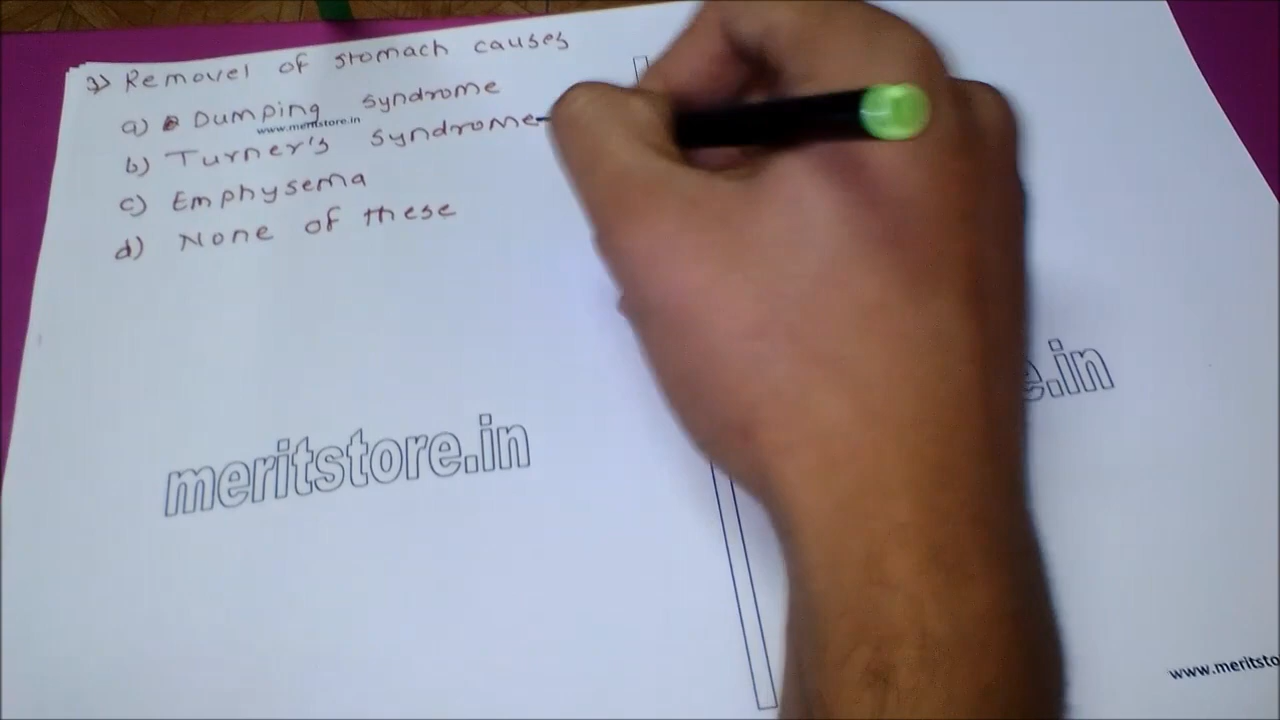 3) Removel of stomach causes
a) Dumping syndrome
www.meritstore.in
b) Turner's syndrome
c) Emphysema
d) None of these
meritstore.in
e.in
www.meritsto